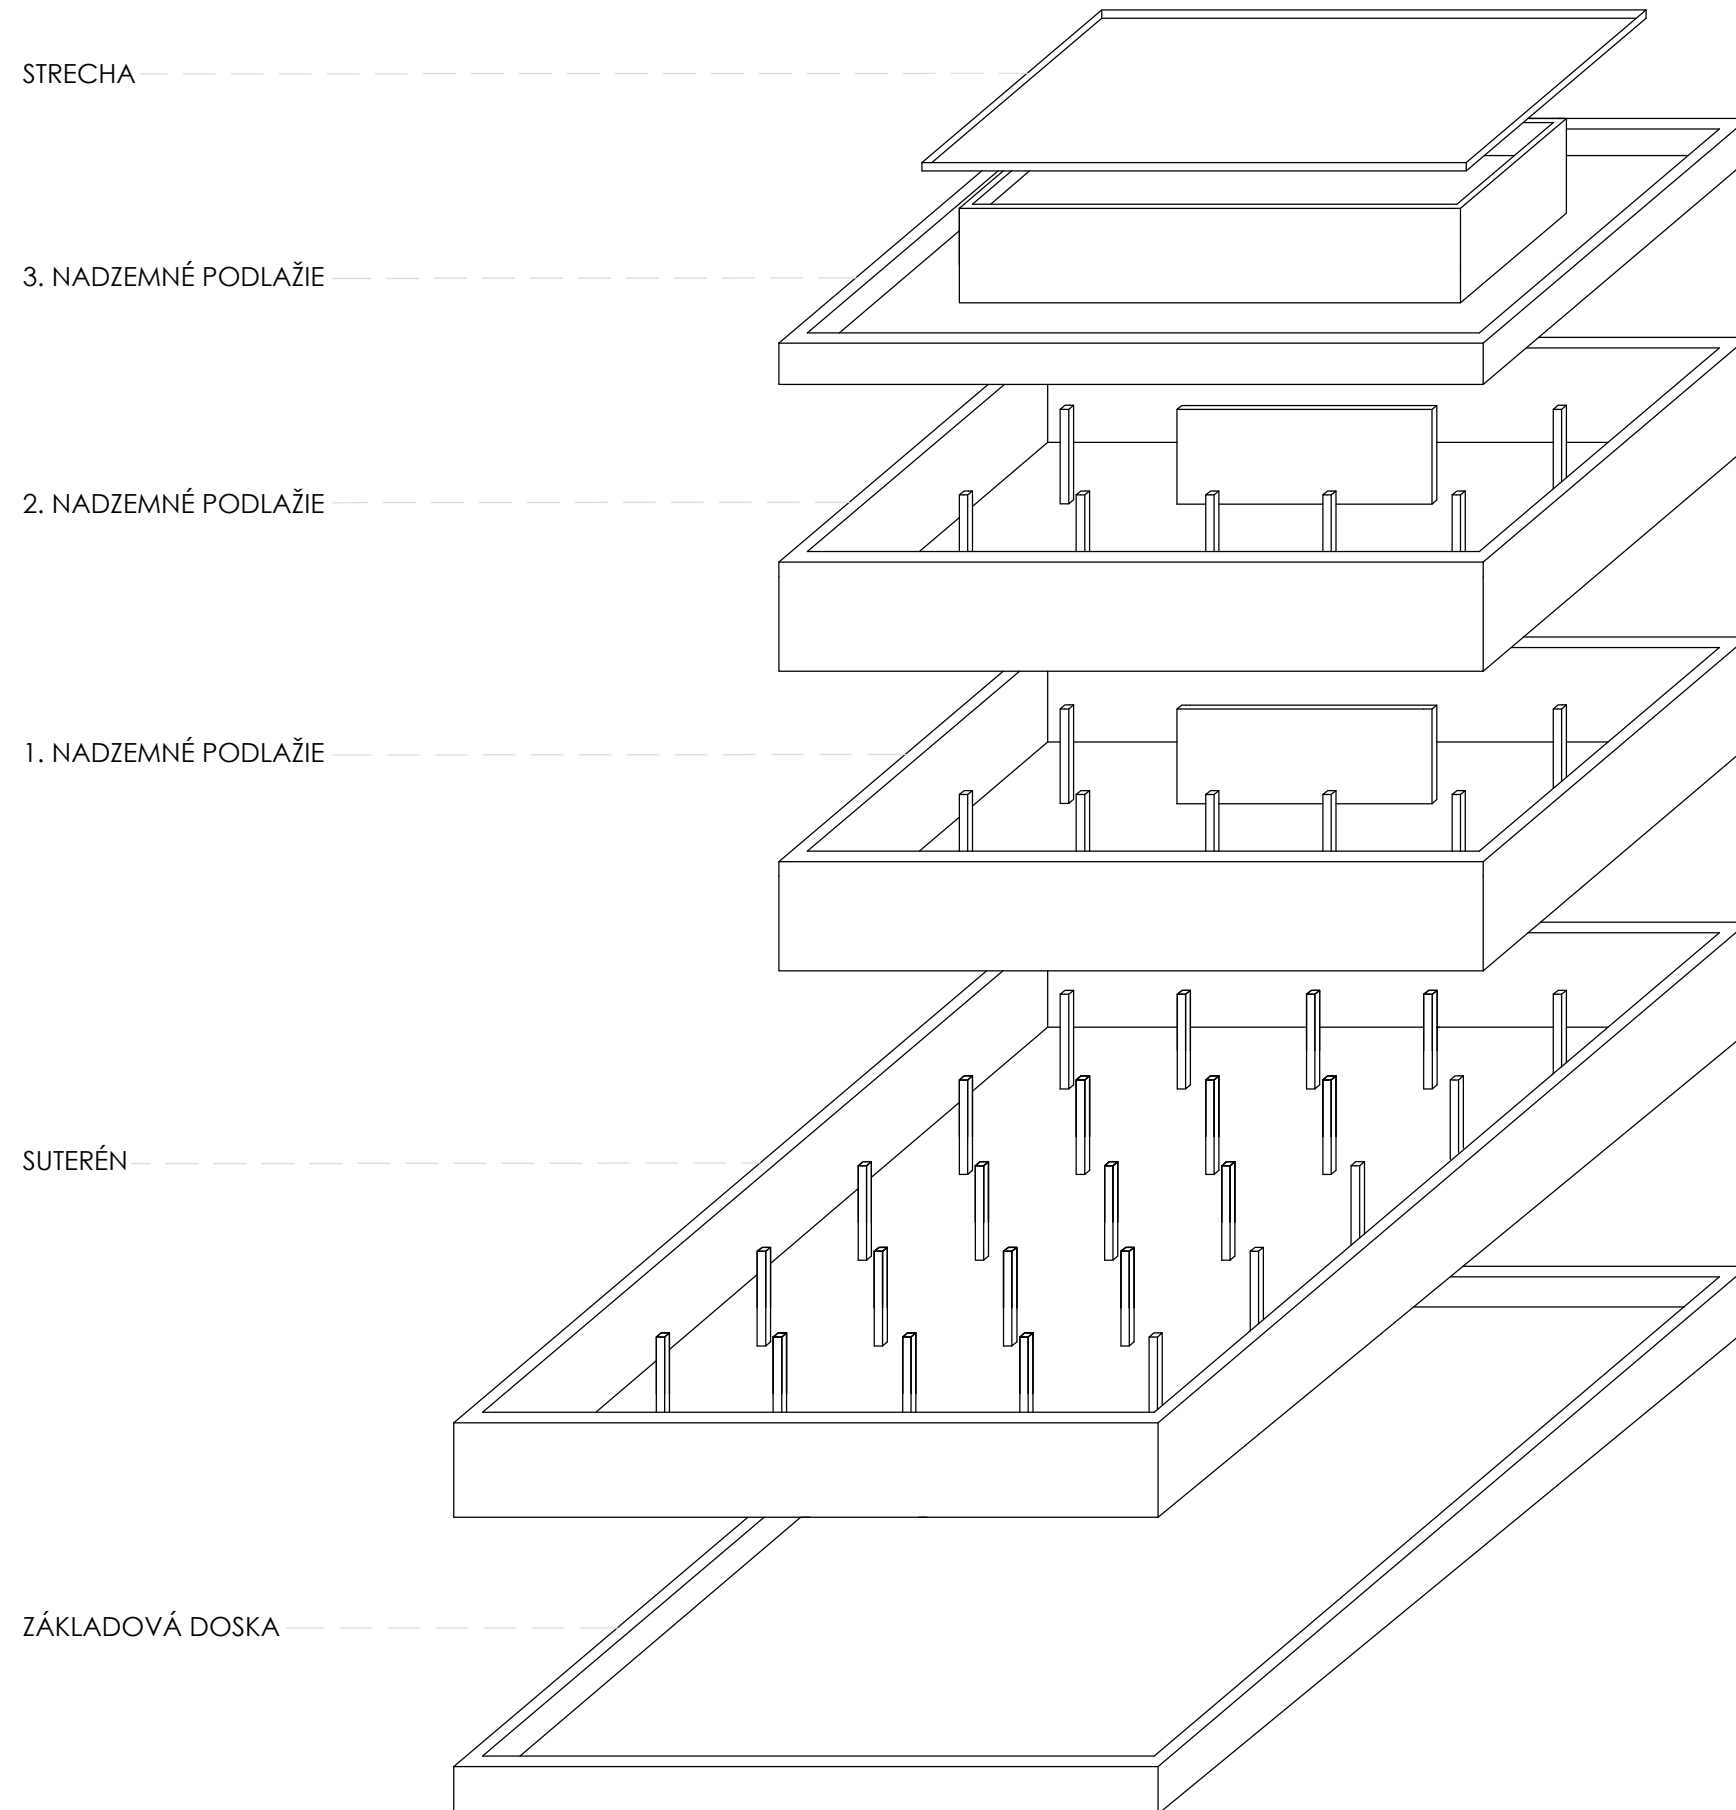 STRECHA
3. NADZEMNÉ PODLAŽIE
2. NADZEMNÉ PODLAŽIE
1. NADZEMNÉ PODLAŽIE
SUTERÉN
ZÁKLADOVÁ DOSKA